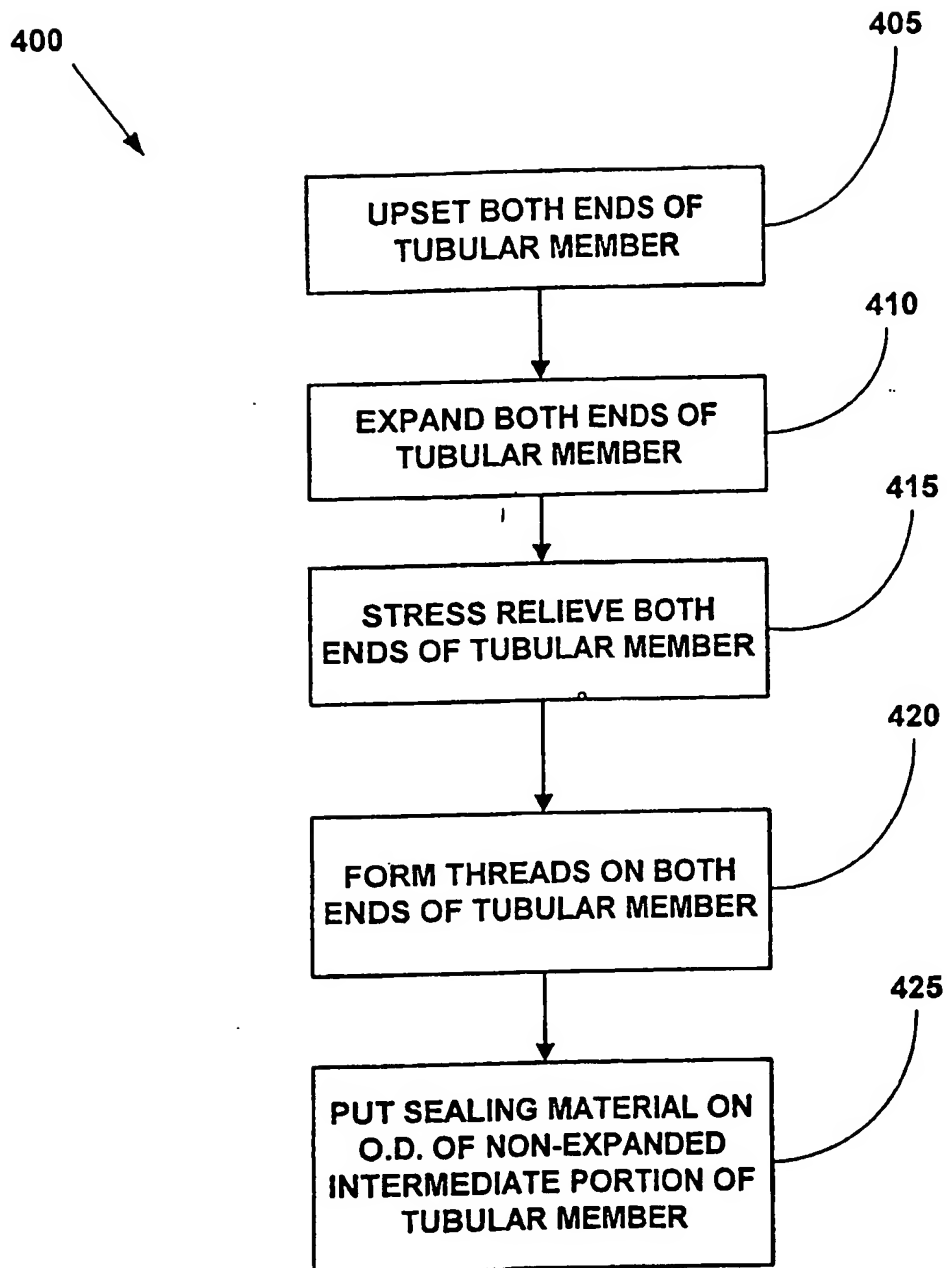 400
405
UPSET BOTH ENDS OF
TUBULAR MEMBER
410
EXPAND BOTH ENDS OF
TUBULAR MEMBER
415
STRESS RELIEVE BOTH
ENDS OF TUBULAR MEMBER
420
FORM THREADS ON BOTH
ENDS OF TUBULAR MEMBER
425
PUT SEALING MATERIAL ON
O.D. OF NON-EXPANDED
INTERMEDIATE PORTION OF
TUBULAR MEMBER